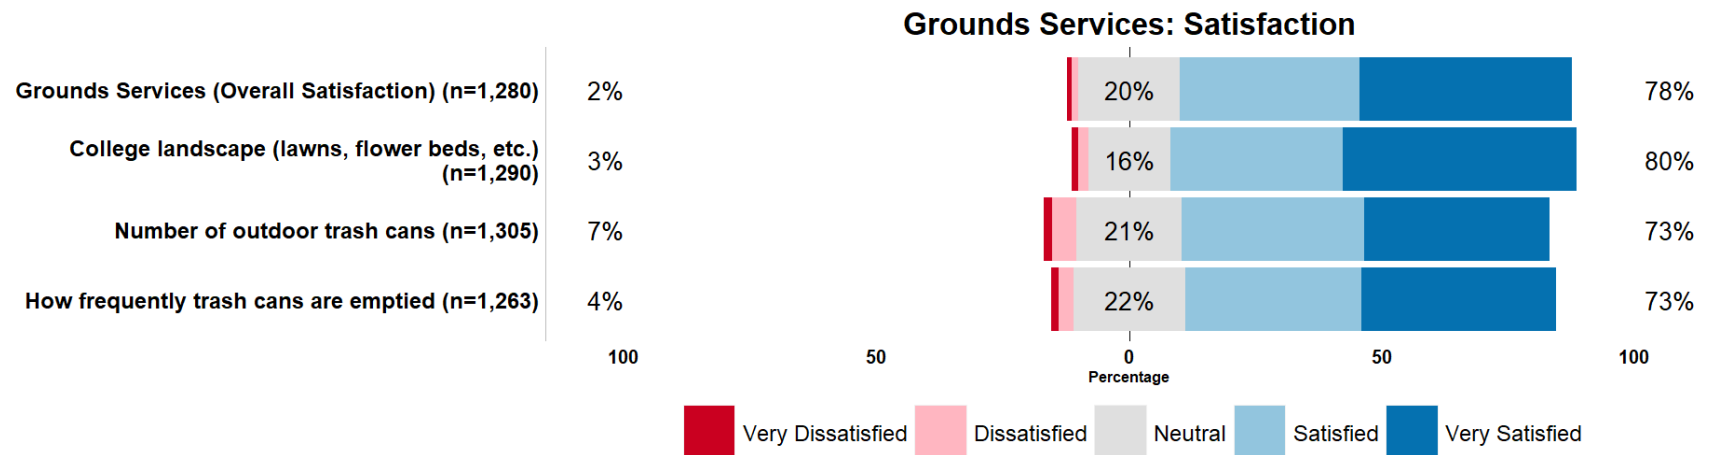 Grounds Services: Satisfaction
Grounds Services (Overall Satisfaction) (n=1,280) 2% 20% 78%
College landscape (lawns, flower beds, etc.)
(n=1,290) 3% 16% 80%
Number of outdoor trash cans (n=1,305) 7% 21% 73%
How frequently trash cans are emptied (n=1,263) 4% 22% 73%
100 50 0 50 100
Percentage
Very Dissatisfied Dissatisfied Neutral Satisfied Very Satisfied